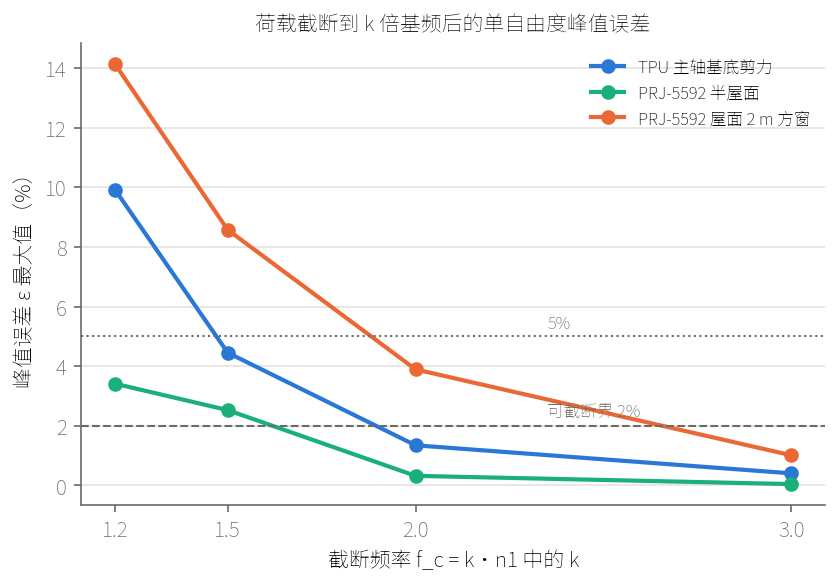 荷载截断到 k 倍基频后的单自由度峰值误差
TPU 主轴基底剪力
PRJ-5592 半屋面
PRJ-5592 屋面 2 m 方窗
峰值误差 ε 最大值（%）
14
12
10
8
6
4
2
0
5%
可截断界 2%
1.2
1.5
2.0
3.0
截断频率 f_c = k · n1 中的 k